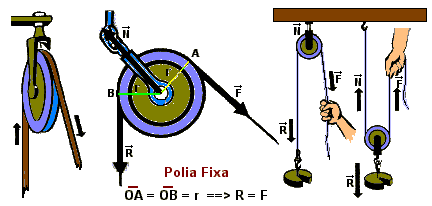 N
A
r
r
B
F
R
Polia Fixa
OA = OB = r ==> R = F
F
R
N
F
R